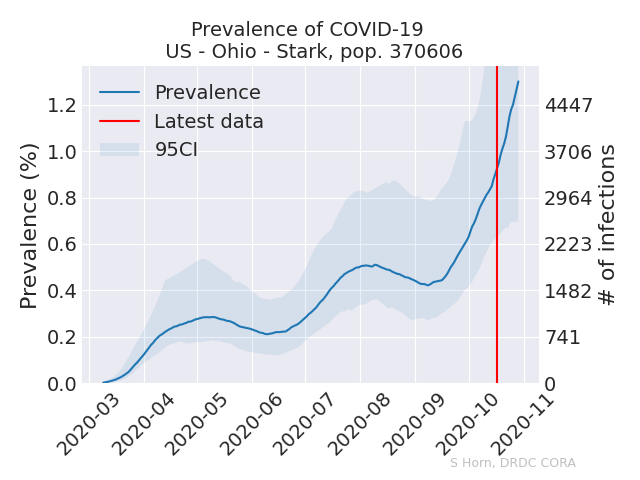 Prevalence of COVID-19
US - Ohio - Stark, pop. 370606
Prevalence
Latest data
95CI
Prevalence (%)
1.2
1.0
0.8
0.6
0.4
0.2
0.0
4447
3706
2964
2223
1482
741
0
# of infections
2020-03
2020-04
2020-05
2020-06
2020-07
2020-08
2020-09
2020-10
2020-11
S Horn, DRDC CORA